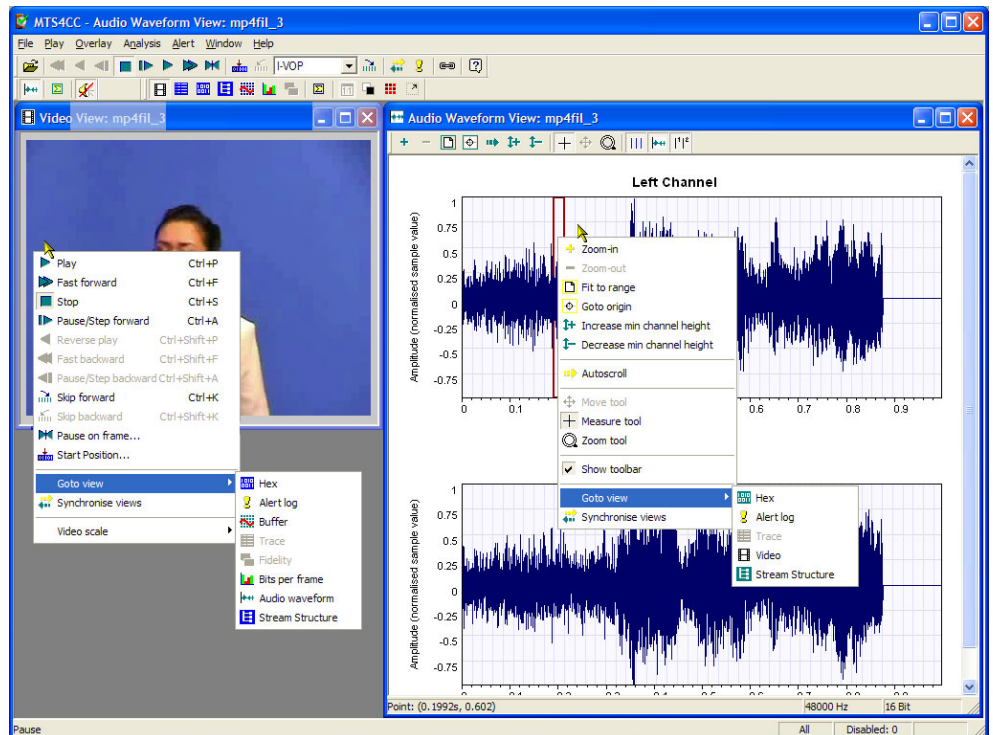 MTS4CC - Audio Waveform View: mp4fil_3
File Play Overlay Analysis Alert Window Help
I-VOP
Video View: mp4fil_3
Play Ctrl+P
Fast forward Ctrl+F
Stop Ctrl+S
Pause/Step forward Ctrl+A
Reverse play Ctrl+Shift+P
Fast backward Ctrl+Shift+F
Pause/Step backward Ctrl+Shift+A
Skip forward Ctrl+K
Skip backward Ctrl+Shift+K
Pause on frame...
Start Position...
Goto view
Synchronise views
Video scale
Hex
Alert log
Buffer
Trace
Fidelity
Bits per frame
Audio waveform
Stream Structure
Audio Waveform View: mp4fil_3
Left Channel
Amplitude (normalised sample value)
1
0.75
0.5
0.25
0
-0.25
-0.5
-0.75
0 0.1 0.6 0.7 0.8 0.9
Zoom-in
Zoom-out
Fit to range
Goto origin
Increase min channel height
Decrease min channel height
Autoscroll
Move tool
Measure tool
Zoom tool
Show toolbar
Goto view
Synchronise views
Hex
Alert log
Trace
Video
Stream Structure
Amplitude (normalised sample value)
1
0.75
0.5
0.25
0
-0.25
-0.5
-0.75
Point: (0.1992s, 0.602) 48000 Hz 16 Bit
Pause All Disabled: 0